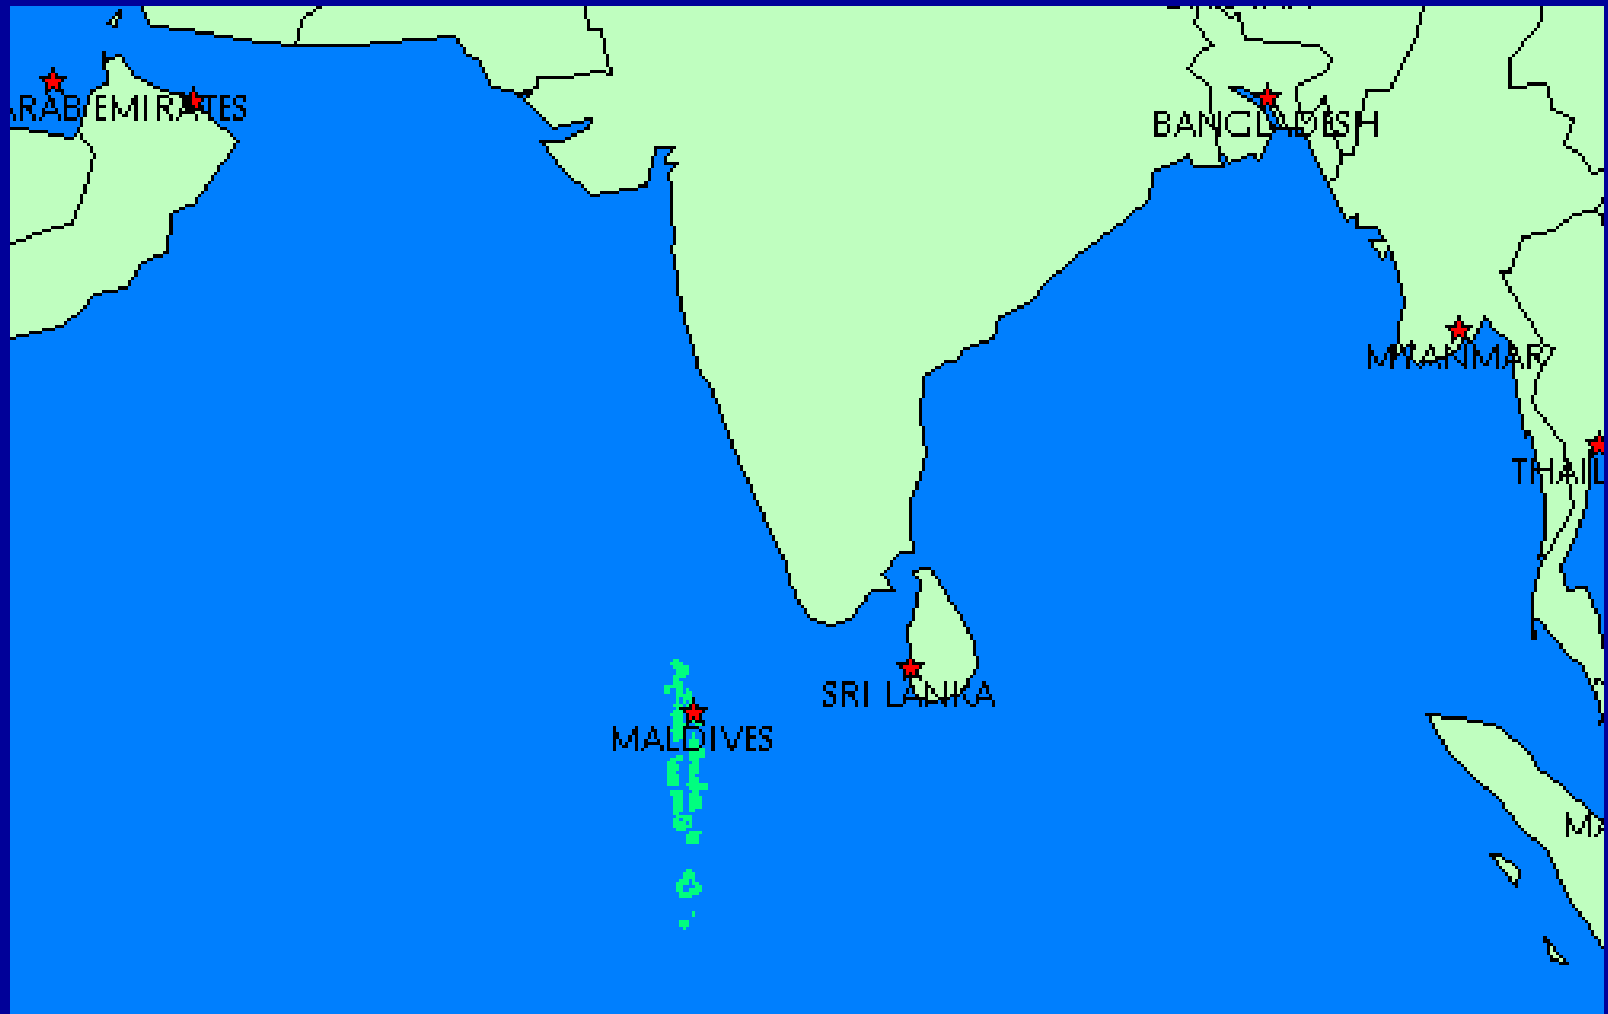 ARAB EMIRATES
BANGLADESH
MYANMAR
THAIL
SRI LANKA
MALDIVES
MA